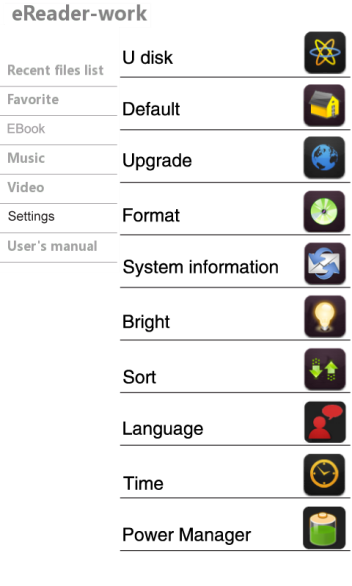 eReader-work
Recent files list
Favorite
EBook
Music
Video
Settings
User's manual
U disk
Default
Upgrade
Format
System information
Bright
Sort
Language
Time
Power Manager